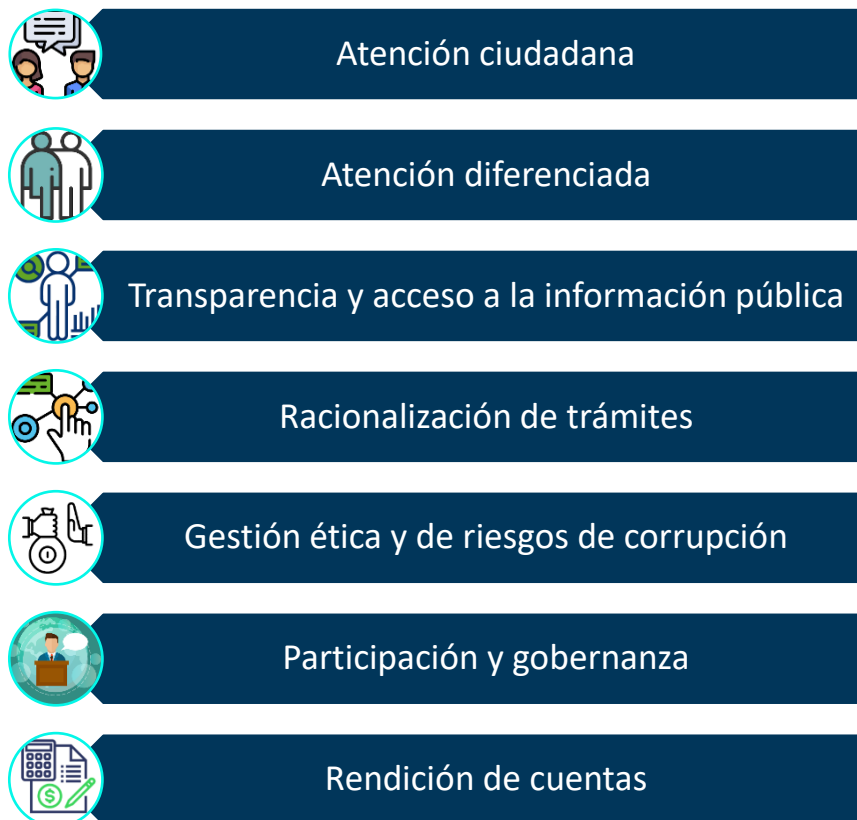 Atención ciudadana
Atención diferenciada
Transparencia y acceso a la información pública
Racionalización de trámites
Gestión ética y de riesgos de corrupción
Participación y gobernanza
Rendición de cuentas